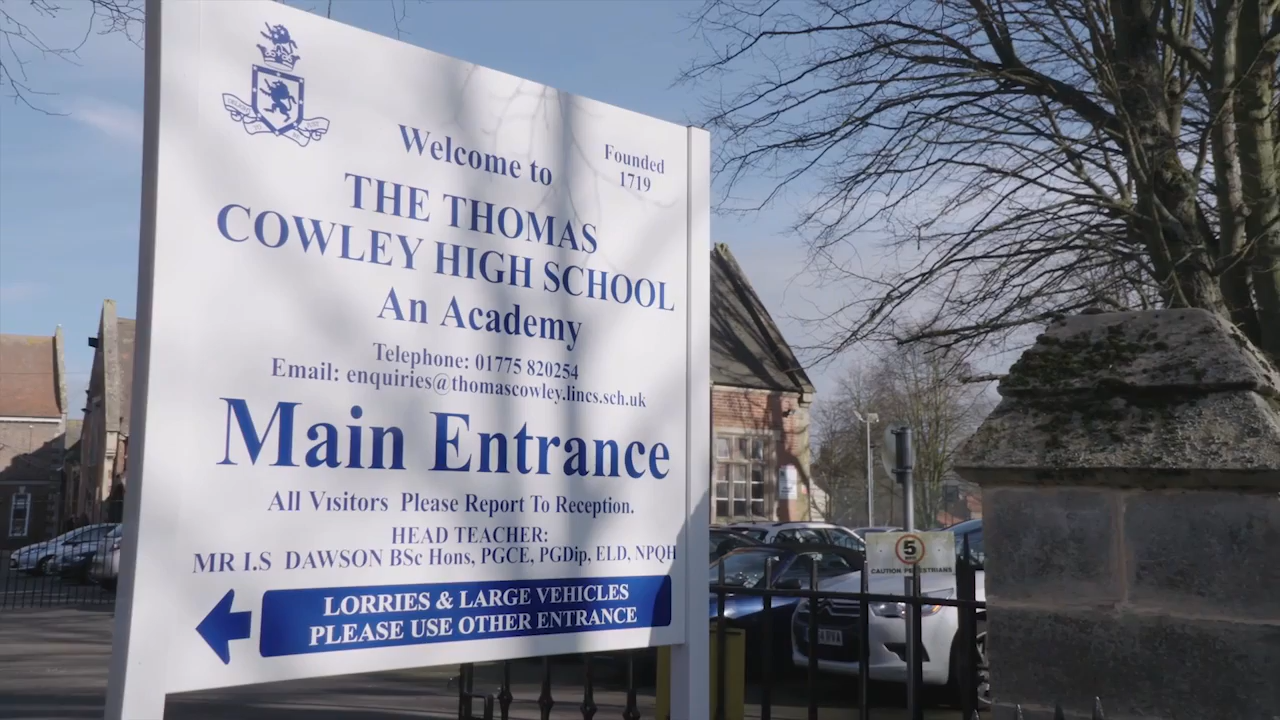 Welcome to
Founded
1719
THE THOMAS
COWLEY HIGH SCHOOL
An Academy
Telephone: 01775 820254
Email: enquiries@thomascowley.lincs.sch.uk
Main Entrance
All Visitors Please Report To Reception.
HEAD TEACHER:
MR I.S DAWSON BSc Hons, PGCE, PGDip, ELD, NPQH
LORRIES & LARGE VEHICLES
PLEASE USE OTHER ENTRANCE
5
CAUTION PEDESTRIANS